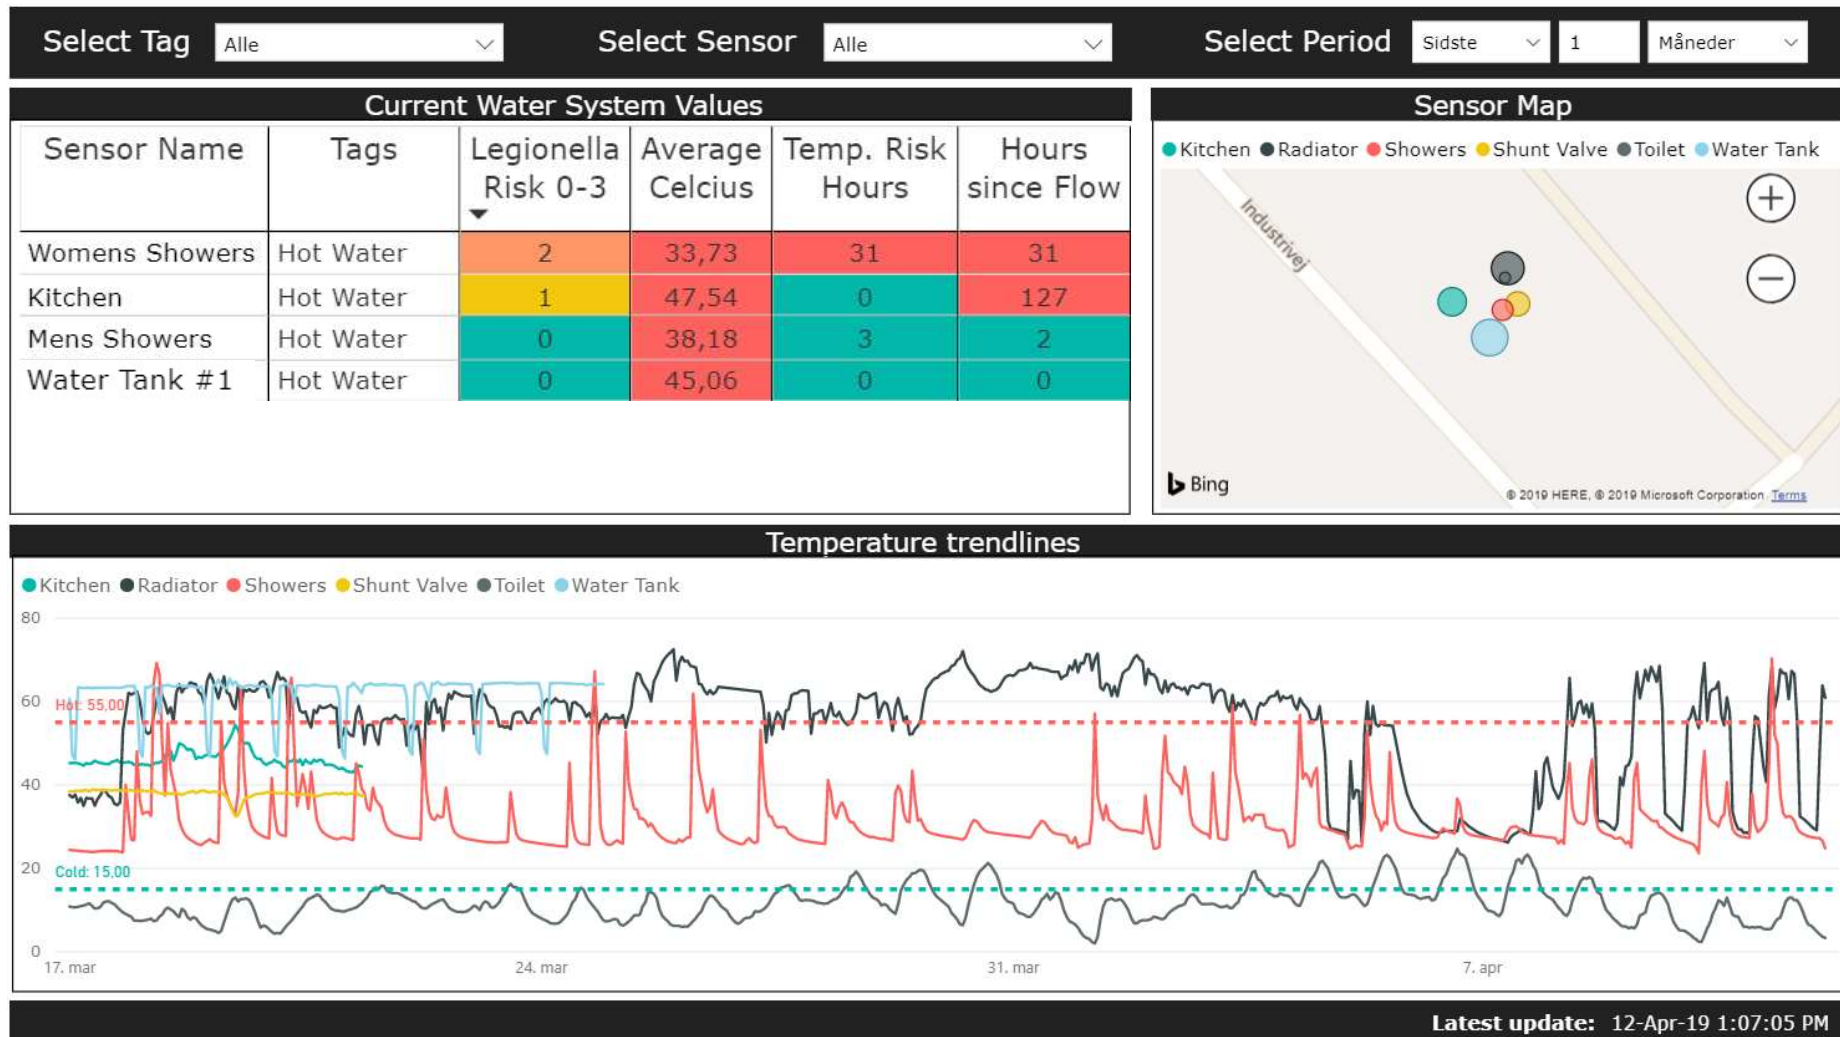 Select Tag Alle Select Sensor Alle Select Period Sidste 1 Måneder
Current Water System Values
Sensor Name Tags Legionella Risk 0-3 Average Celcius Temp. Risk Hours Hours since Flow
Womens Showers Hot Water 2 33,73 31 31
Kitchen Hot Water 1 47,54 0 127
Mens Showers Hot Water 0 38,18 3 2
Water Tank #1 Hot Water 0 45,06 0 0
Sensor Map
Kitchen Radiator Showers Shunt Valve Toilet Water Tank
Industrivej
Bing
© 2019 HERE, © 2019 Microsoft Corporation Terms
Temperature trendlines
Kitchen Radiator Showers Shunt Valve Toilet Water Tank
80
60
Hot: 55,00
40
20
Cold: 15,00
0
17. mar 24. mar 31. mar 7. apr
Latest update: 12-Apr-19 1:07:05 PM